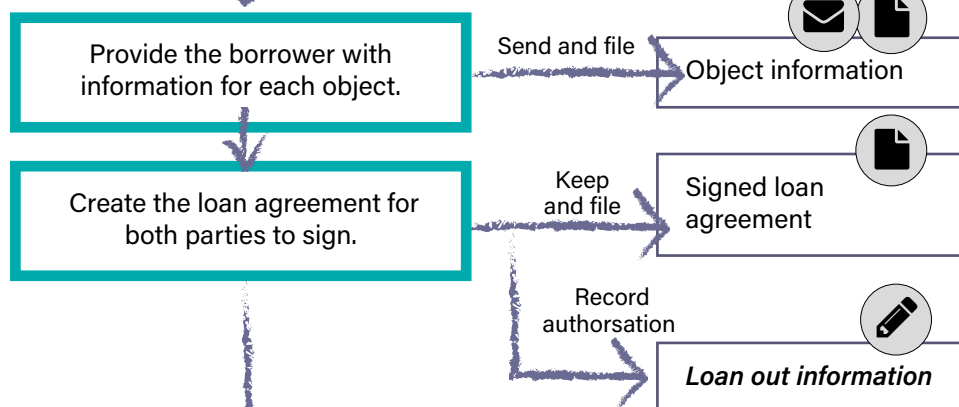 Provide the borrower with
information for each object.
Send and file
Object information
Create the loan agreement for
both parties to sign.
Keep
and file
Signed loan
agreement
Record
authorsation
Loan out information